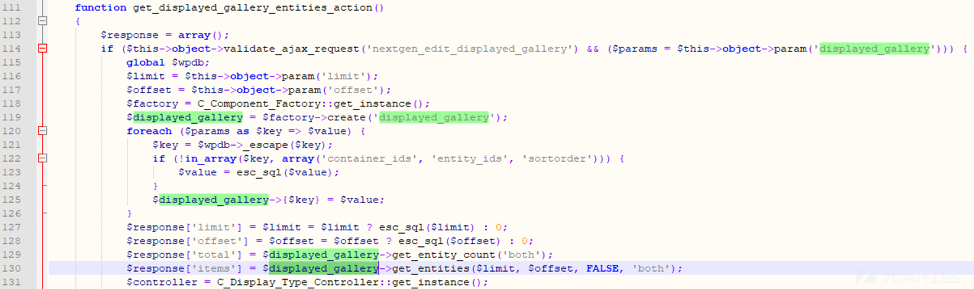 111 function get_displayed_gallery_entities_action()
112 {
113 $response = array();
114 if ($this->object->validate_ajax_request('nextgen_edit_displayed_gallery') && ($params = $this->object->param('displayed_gallery'))) {
115 global $wpdb;
116 $limit = $this->object->param('limit');
117 $offset = $this->object->param('offset');
118 $factory = C_Component_Factory::get_instance();
119 $displayed_gallery = $factory->create('displayed_gallery');
120 foreach ($params as $key => $value) {
121 $key = $wpdb->_escape($key);
122 if (!in_array($key, array('container_ids', 'entity_ids', 'sortorder'))) {
123 $value = esc_sql($value);
124 }
125 $displayed_gallery->{$key} = $value;
126 }
127 $response['limit'] = $limit = $limit ? esc_sql($limit) : 0;
128 $response['offset'] = $offset = $offset ? esc_sql($offset) : 0;
129 $response['total'] = $displayed_gallery->get_entity_count('both');
130 $response['items'] = $displayed_gallery->get_entities($limit, $offset, FALSE, 'both');
131 $controller = C_Display_Type_Controller::get_instance();